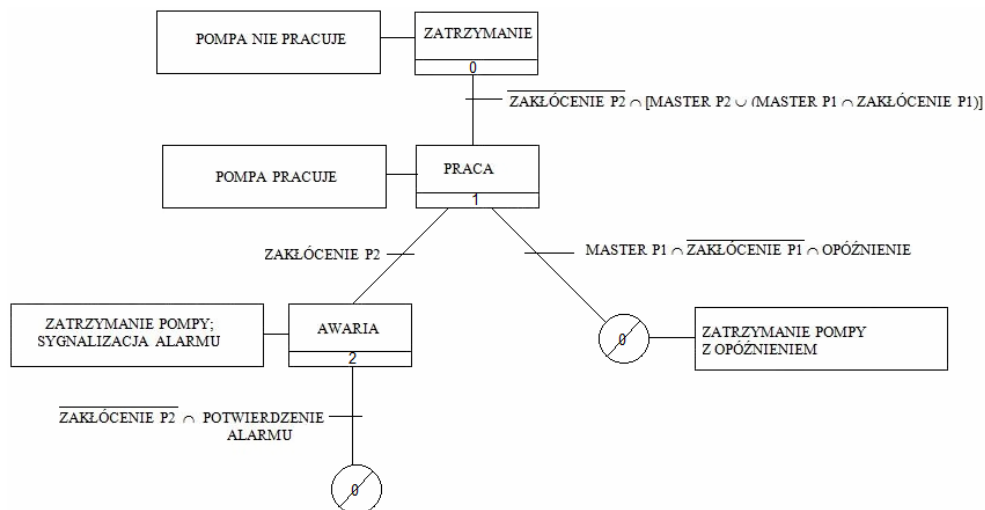 POMPA NIE PRACUJE
ZATRZYMANIE
0
ZAKŁÓCENIE P2 ∩ [MASTER P2 ∪ (MASTER P1 ∩ ZAKŁÓCENIE P1)]
POMPA PRACUJE
PRACA
1
ZAKŁÓCENIE P2
MASTER P1 ∩ ZAKŁÓCENIE P1 ∩ OPÓŹNIENIE
ZATRZYMANIE POMPY;
SYGNALIZACJA ALARMU
AWARIA
2
0
ZATRZYMANIE POMPY
Z OPÓŹNIENIEM
ZAKŁÓCENIE P2 ∩ POTWIERDZENIE
ALARMU
0